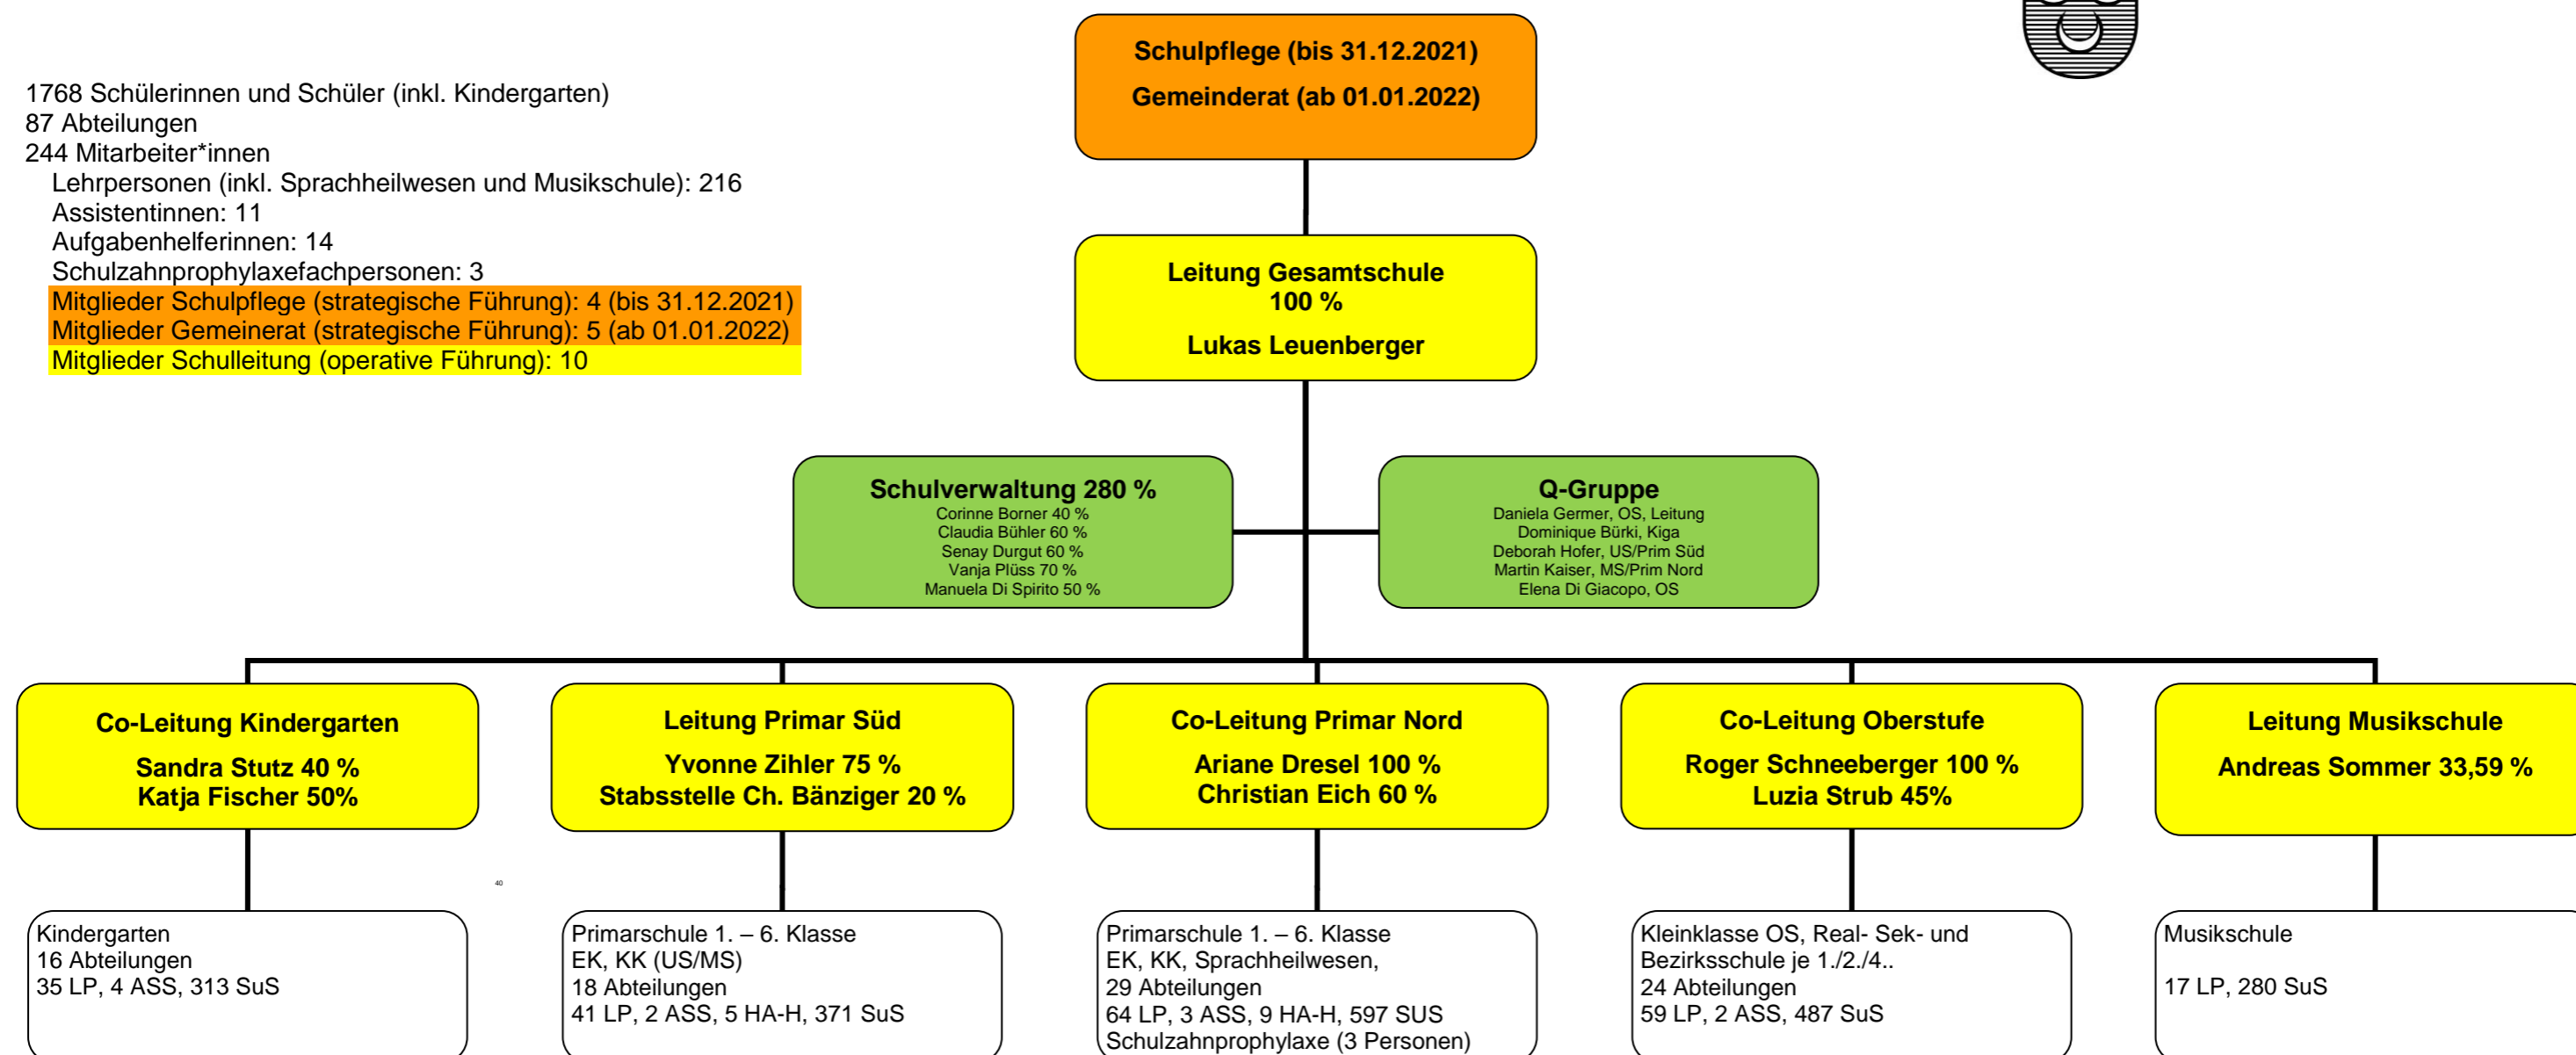 Schulpflege (bis 31.12.2021)
Gemeinderat (ab 01.01.2022)
1768 Schülerinnen und Schüler (inkl. Kindergarten)
87 Abteilungen
244 Mitarbeiter*innen
Lehrpersonen (inkl. Sprachheilwesen und Musikschule): 216
Assistentinnen: 11
Aufgabenhelferinnen: 14
Schulzahnprophylaxefachpersonen: 3
Mitglieder Schulpflege (strategische Führung): 4 (bis 31.12.2021)
Mitglieder Gemeinerat (strategische Führung): 5 (ab 01.01.2022)
Mitglieder Schulleitung (operative Führung): 10
Leitung Gesamtschule
100 %
Lukas Leuenberger
Schulverwaltung 280 %
Corinne Borner 40 %
Claudia Bühler 60 %
Senay Durgut 60 %
Vanja Plüss 70 %
Manuela Di Spirito 50 %
Q-Gruppe
Daniela Germer, OS, Leitung
Dominique Bürki, Kiga
Deborah Hofer, US/Prim Süd
Martin Kaiser, MS/Prim Nord
Elena Di Giacopo, OS
Co-Leitung Kindergarten
Sandra Stutz 40 %
Katja Fischer 50%
Leitung Primar Süd
Yvonne Zihler 75 %
Stabsstelle Ch. Bänziger 20 %
Co-Leitung Primar Nord
Ariane Dresel 100 %
Christian Eich 60 %
Co-Leitung Oberstufe
Roger Schneeberger 100 %
Luzia Strub 45%
Leitung Musikschule
Andreas Sommer 33,59 %
40
Kindergarten
16 Abteilungen
35 LP, 4 ASS, 313 SuS
Primarschule 1. – 6. Klasse
EK, KK (US/MS)
18 Abteilungen
41 LP, 2 ASS, 5 HA-H, 371 SuS
Primarschule 1. – 6. Klasse
EK, KK, Sprachheilwesen,
29 Abteilungen
64 LP, 3 ASS, 9 HA-H, 597 SUS
Schulzahnprophylaxe (3 Personen)
Kleinklasse OS, Real- Sek- und
Bezirksschule je 1./2./4..
24 Abteilungen
59 LP, 2 ASS, 487 SuS
Musikschule
17 LP, 280 SuS